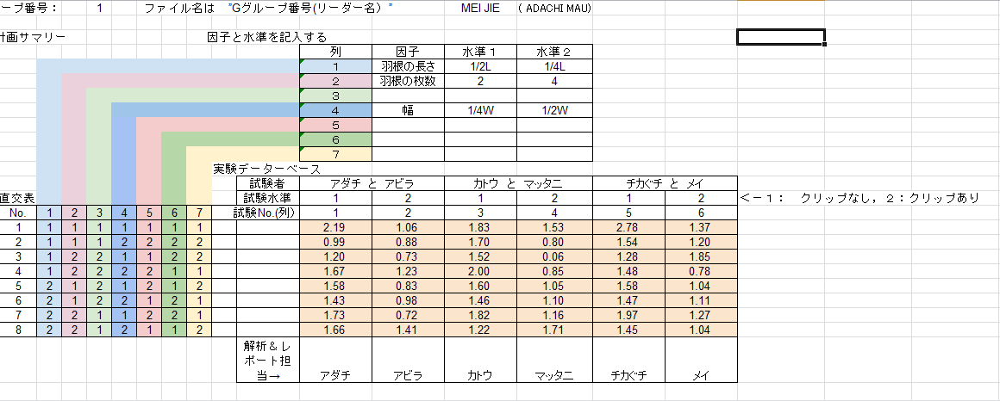 ープ番号： 1 ファイル名は "Gグループ番号(リーダー名）" MEI JIE （ ADACHI MAU)
計画サマリー 因子と水準を記入する
列 因子 水準１ 水準２
1 羽根の長さ 1/2L 1/4L
2 羽根の枚数 2 4
3
4 幅 1/4W 1/2W
5
6
7
実験データーベース
試験者 アダチ と アビラ カトウ と マッタニ チカぐチ と メイ
直交表 試験水準 1 2 1 2 1 2 <－１： クリップなし，２：クリップあり
No. 1 2 3 4 5 6 7 試験No.(列) 1 2 3 4 5 6
1 1 1 1 1 1 1 1 2.19 1.06 1.83 1.53 2.78 1.37
2 1 1 1 2 2 2 2 0.99 0.88 1.70 0.80 1.54 1.20
3 1 2 2 1 1 2 2 1.20 0.73 1.52 0.06 1.28 1.85
4 1 2 2 2 2 1 1 1.67 1.23 2.00 0.85 1.48 0.78
5 2 1 2 1 2 1 2 1.58 0.83 1.60 1.05 1.58 1.04
6 2 1 2 2 1 2 1 1.43 0.98 1.46 1.10 1.47 1.11
7 2 2 1 1 2 2 1 1.73 0.72 1.82 1.16 1.97 1.27
8 2 2 1 2 1 1 2 1.66 1.41 1.22 1.71 1.45 1.04
解析＆レ
ポート担
当→ アダチ アビラ カトウ マッタニ チカぐチ メイ